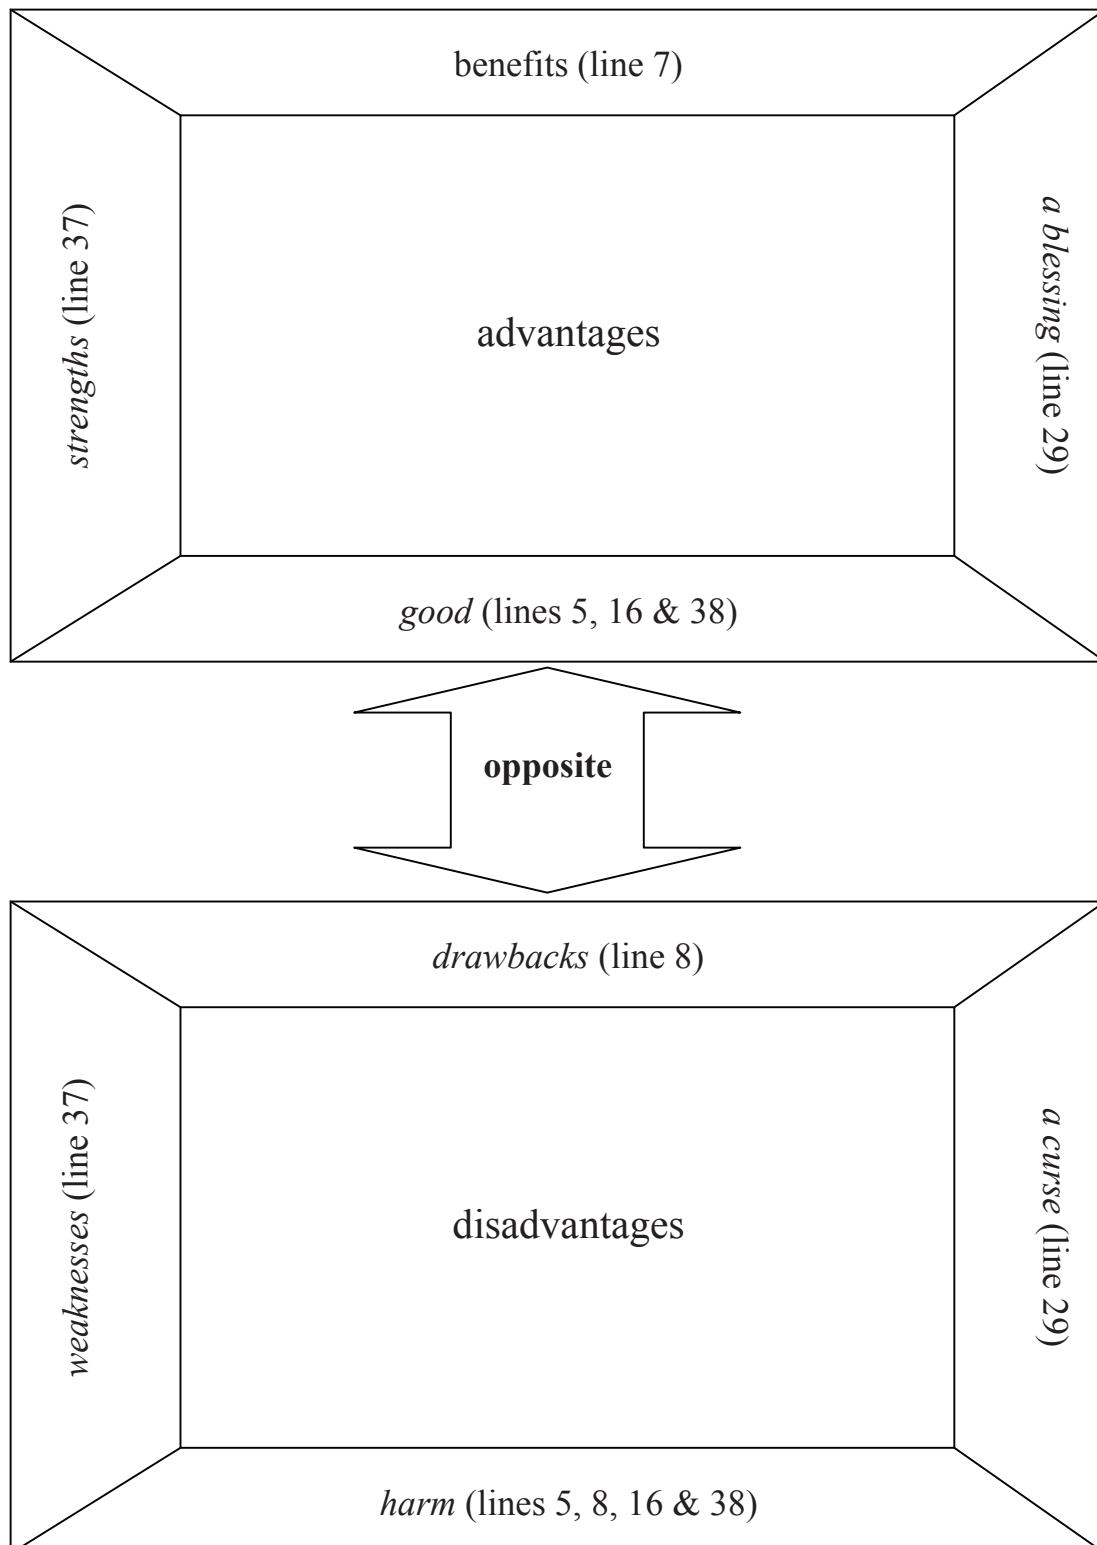 benefits (line 7)
strengths (line 37)
advantages
a blessing (line 29)
good (lines 5, 16 & 38)
opposite
drawbacks (line 8)
weaknesses (line 37)
disadvantages
a curse (line 29)
harm (lines 5, 8, 16 & 38)